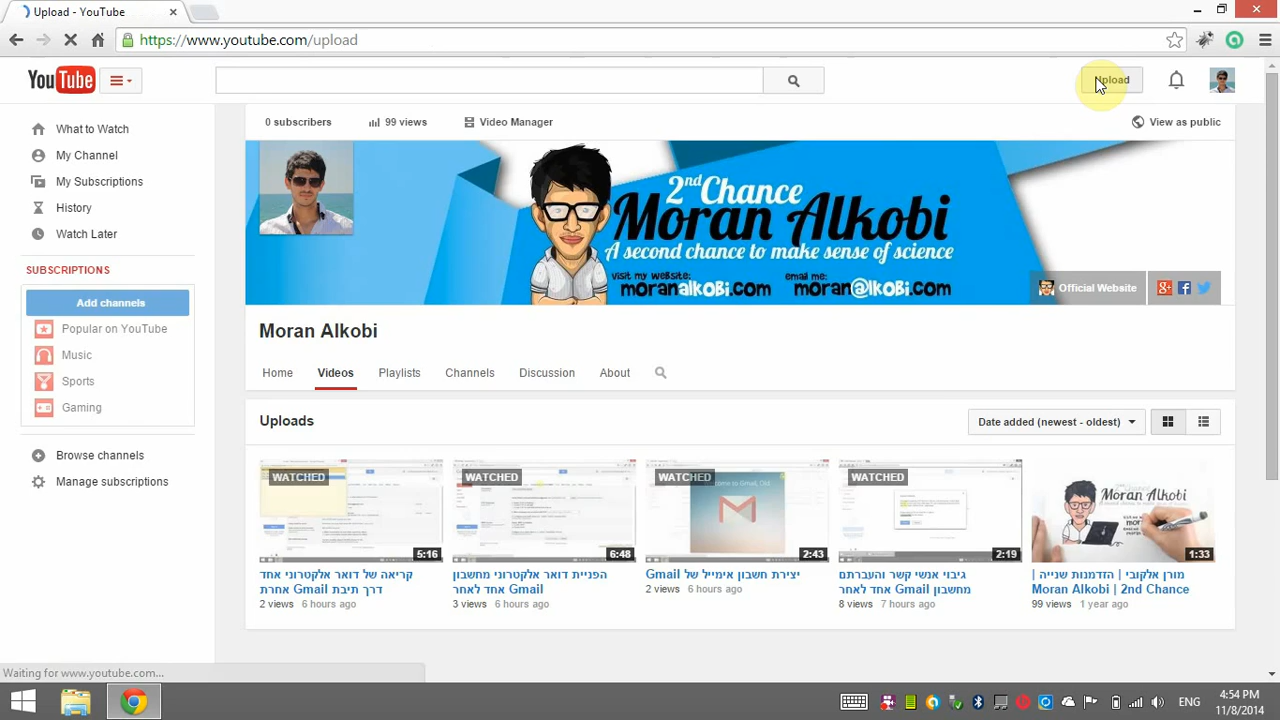 Upload - YouTube
https://www.youtube.com/upload
YouTube
Upload
What to Watch
My Channel
My Subscriptions
History
Watch Later
SUBSCRIPTIONS
Add channels
Popular on YouTube
Music
Sports
Gaming
Browse channels
Manage subscriptions
0 subscribers
99 views
Video Manager
View as public
2nd Chance
Moran Alkobi
A second chance to make sense of science
visit my website:
email me:
moranalkobi.com
moran@lkobi.com
Official Website
Moran Alkobi
Home
Videos
Playlists
Channels
Discussion
About
Uploads
Date added (newest - oldest)
WATCHED
5:16
קריאה של דואר אלקטרוני אחד
דרך תיבת Gmail אחרת
2 views 6 hours ago
WATCHED
6:48
הפניית דואר אלקטרוני מחשבון
Gmail אחד לאחר
3 views 6 hours ago
WATCHED
2:43
יצירת חשבון אימייל של Gmail
2 views 6 hours ago
WATCHED
2:19
גיבוי אנשי קשר והעברתם
מחשבון Gmail אחד לאחר
8 views 7 hours ago
Moran Alkobi
1:33
מורן אלקובי | הזדמנות שנייה |
Moran Alkobi | 2nd Chance
99 views 1 year ago
Waiting for www.youtube.com...
ENG
4:54 PM
11/8/2014